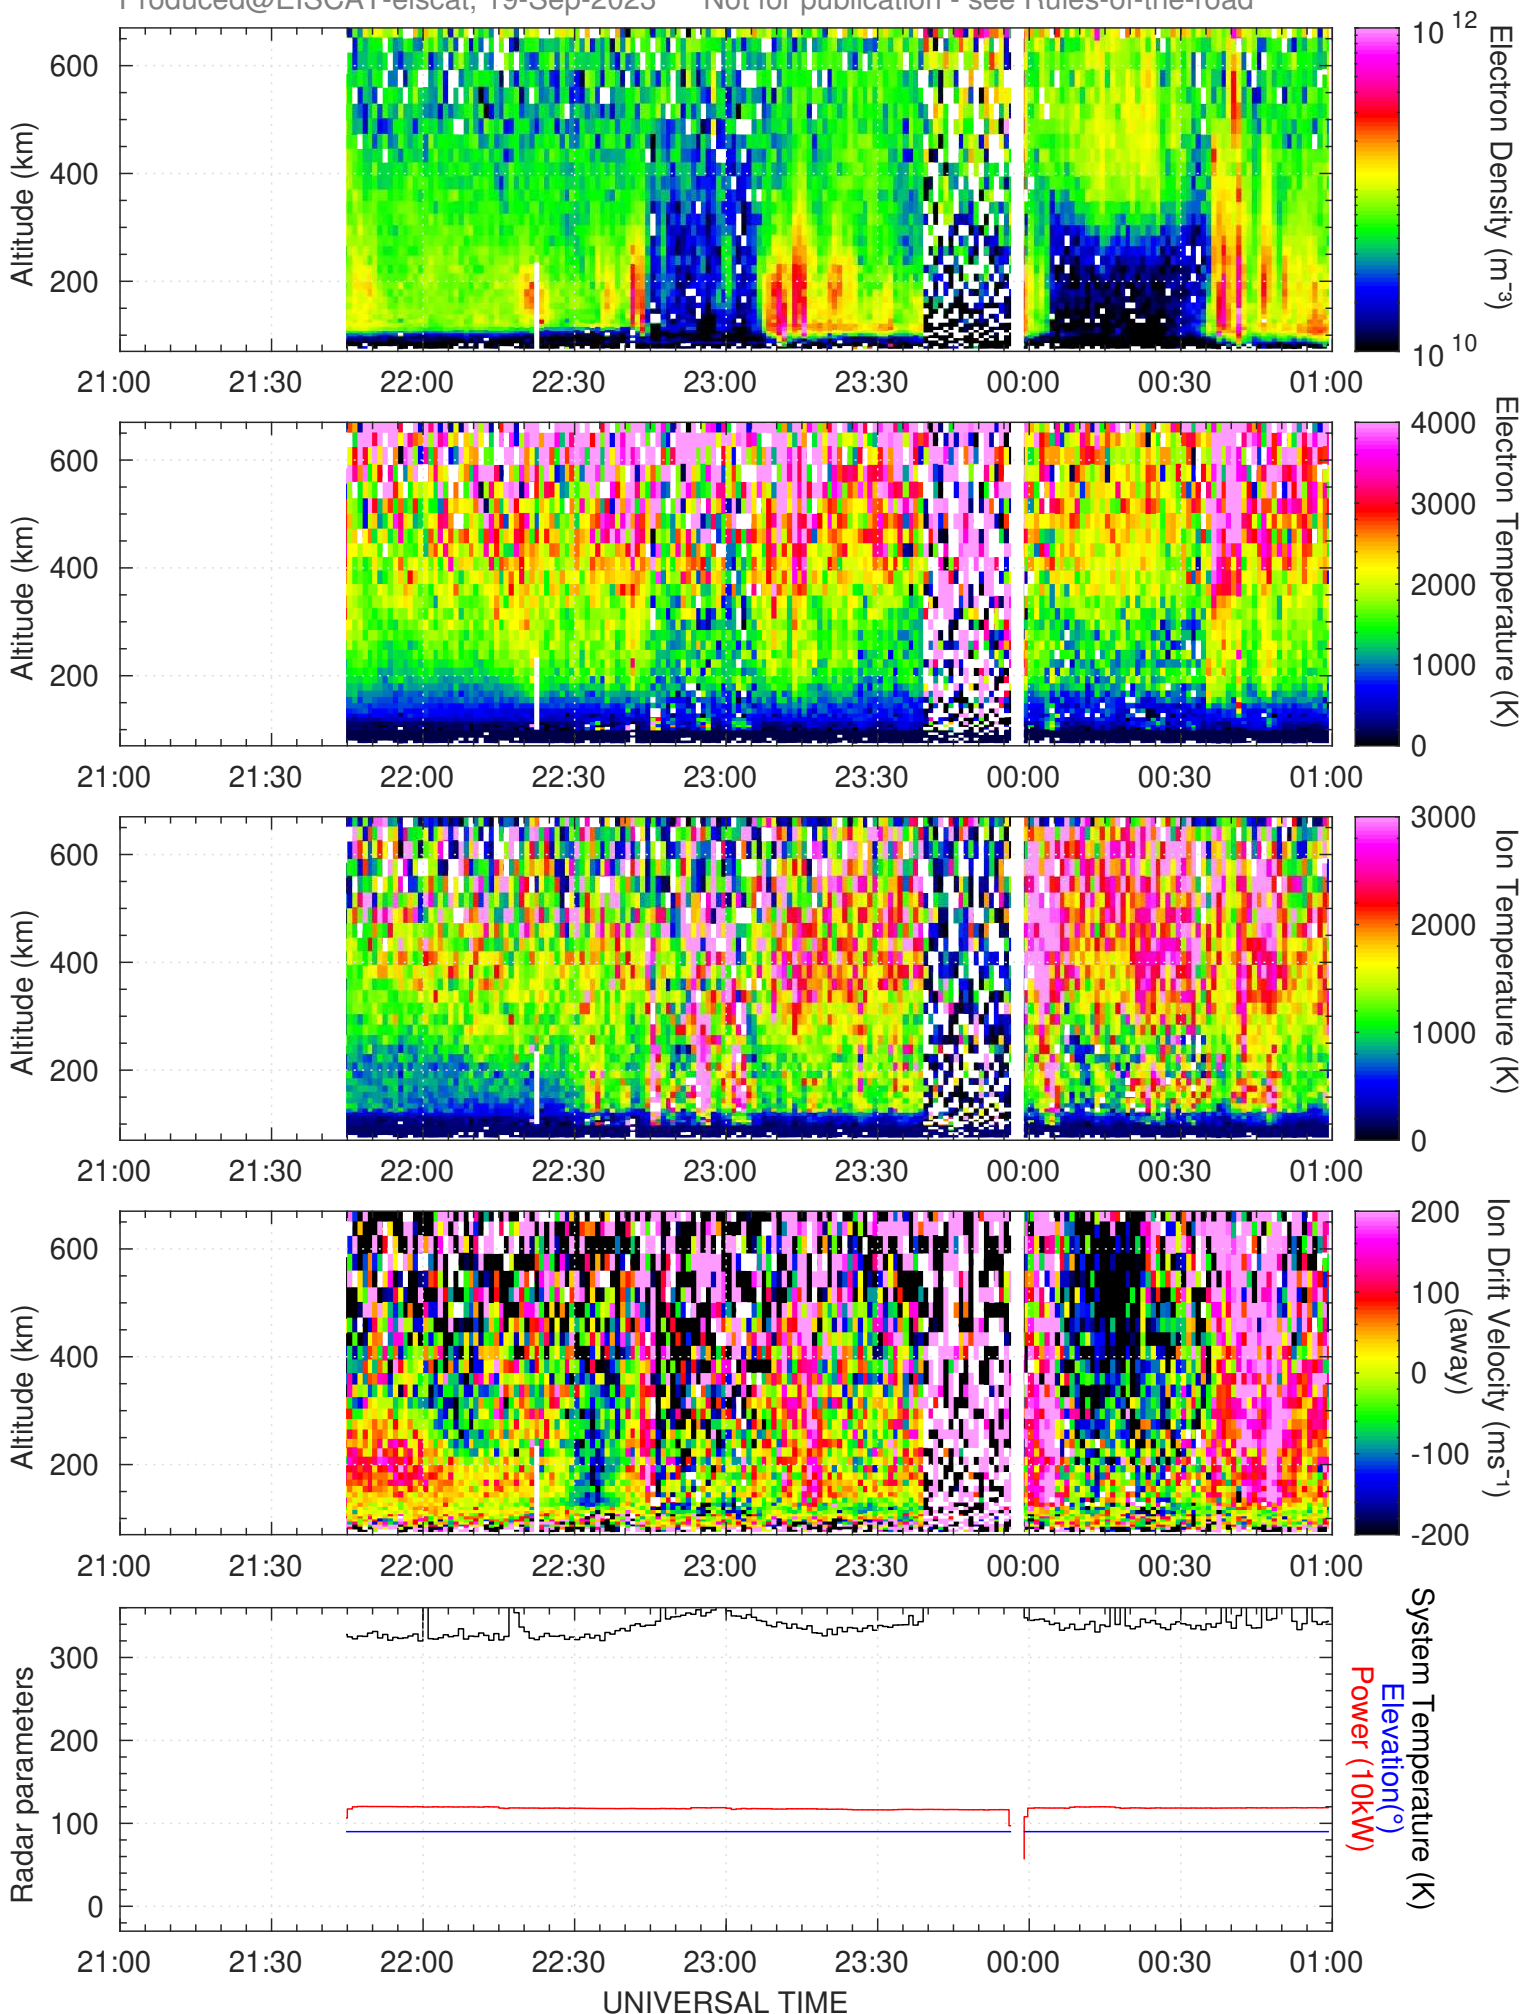 Produced@EISCAT-eiscat, 19-Sep-2023 Not for publication - see Rules-of-the-road
600
400
200
Altitude (km)
10 12
10 10
Electron Density (m⁻³)
21:00 21:30 22:00 22:30 23:00 23:30 00:00 00:30 01:00
600
400
200
Altitude (km)
4000
3000
2000
1000
0
Electron Temperature (K)
21:00 21:30 22:00 22:30 23:00 23:30 00:00 00:30 01:00
600
400
200
Altitude (km)
3000
2000
1000
0
Ion Temperature (K)
21:00 21:30 22:00 22:30 23:00 23:30 00:00 00:30 01:00
600
400
200
Altitude (km)
200
100
0
-100
-200
Ion Drift Velocity (ms⁻¹)
(away)
21:00 21:30 22:00 22:30 23:00 23:30 00:00 00:30 01:00
300
200
100
0
Radar parameters
System Temperature (K)
Elevation(°)
Power (10kW)
21:00 21:30 22:00 22:30 23:00 23:30 00:00 00:30 01:00
UNIVERSAL TIME